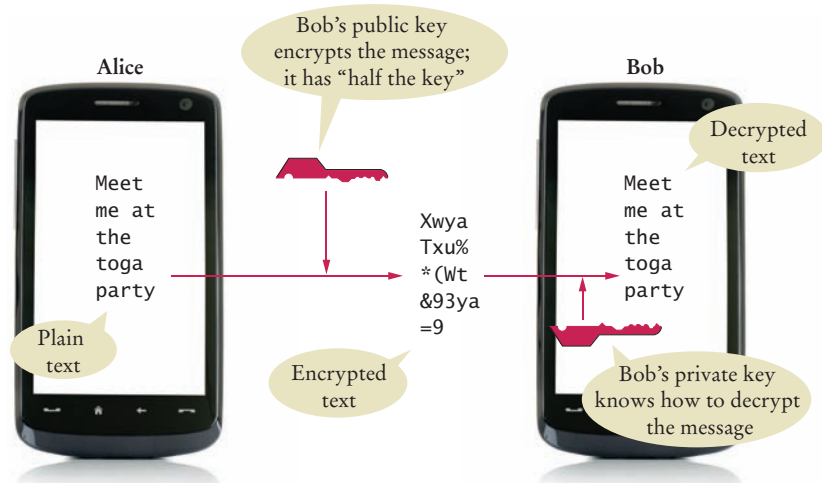 Bob’s public key
encrypts the message;
it has “half the key”
Alice
Bob
Decrypted
text
Meet
me at
the
toga
party
Xwya
Txu%
*(Wt
&93ya
=9
Meet
me at
the
toga
party
Plain
text
Encrypted
text
Bob’s private key
knows how to decrypt
the message